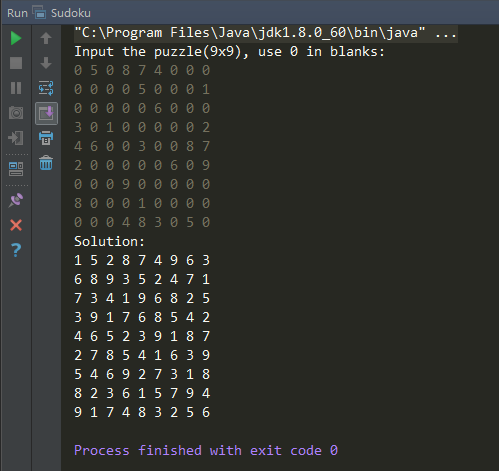 Run Sudoku
"C:\Program Files\Java\jdk1.8.0_60\bin\java" ...
Input the puzzle(9x9), use 0 in blanks:
0 5 0 8 7 4 0 0 0
0 0 0 0 5 0 0 0 1
0 0 0 0 0 6 0 0 0
3 0 1 0 0 0 0 0 2
4 6 0 0 3 0 0 8 7
2 0 0 0 0 0 6 0 9
0 0 0 9 0 0 0 0 0
8 0 0 0 1 0 0 0 0
0 0 0 4 8 3 0 5 0
Solution:
1 5 2 8 7 4 9 6 3
6 8 9 3 5 2 4 7 1
7 3 4 1 9 6 8 2 5
3 9 1 7 6 8 5 4 2
4 6 5 2 3 9 1 8 7
2 7 8 5 4 1 6 3 9
5 4 6 9 2 7 3 1 8
8 2 3 6 1 5 7 9 4
9 1 7 4 8 3 2 5 6
Process finished with exit code 0